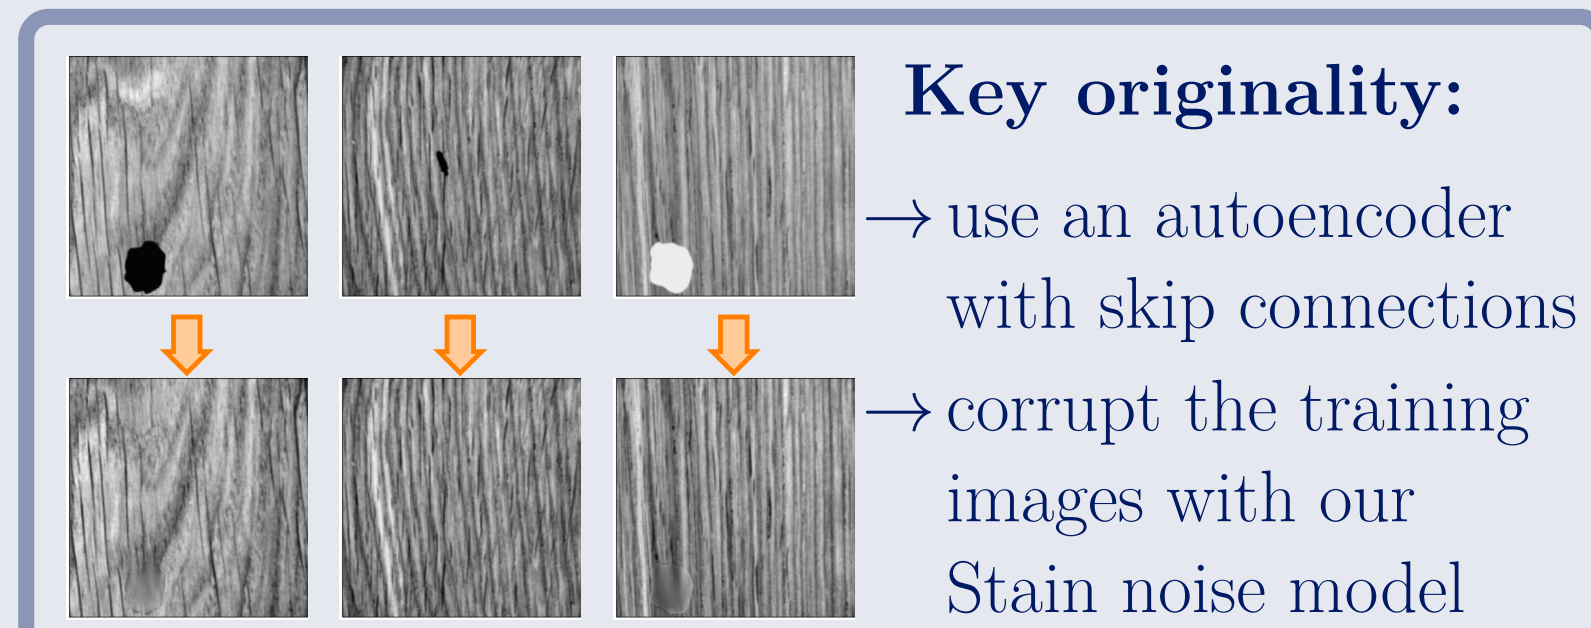 Key originality:
→ use an autoencoder
with skip connections
→ corrupt the training
images with our
Stain noise model